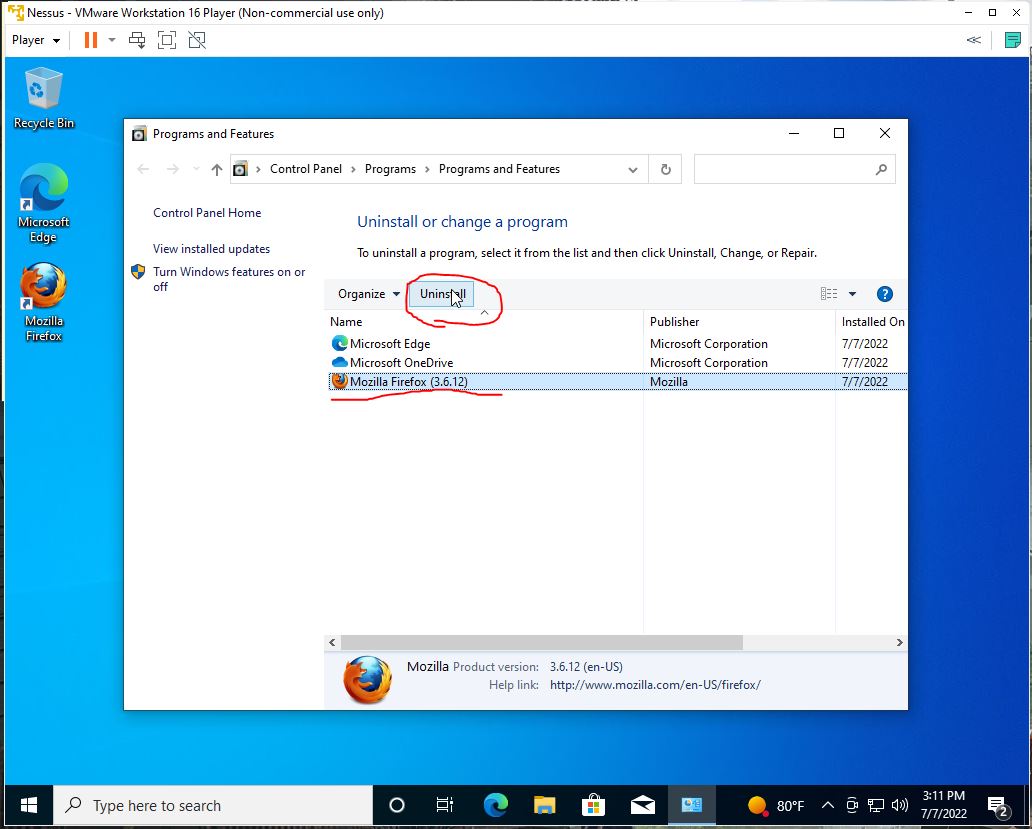 Nessus - VMware Workstation 16 Player (Non-commercial use only)
Player
Recycle Bin
Microsoft
Edge
Mozilla
Firefox
Programs and Features
Control Panel > Programs > Programs and Features
Control Panel Home
View installed updates
Turn Windows features on or
off
Uninstall or change a program
To uninstall a program, select it from the list and then click Uninstall, Change, or Repair.
Organize Uninstall
Name Publisher Installed On
Microsoft Edge Microsoft Corporation 7/7/2022
Microsoft OneDrive Microsoft Corporation 7/7/2022
Mozilla Firefox (3.6.12) Mozilla 7/7/2022
Mozilla Product version: 3.6.12 (en-US)
Help link: http://www.mozilla.com/en-US/firefox/
Type here to search
80°F
3:11 PM
7/7/2022
2